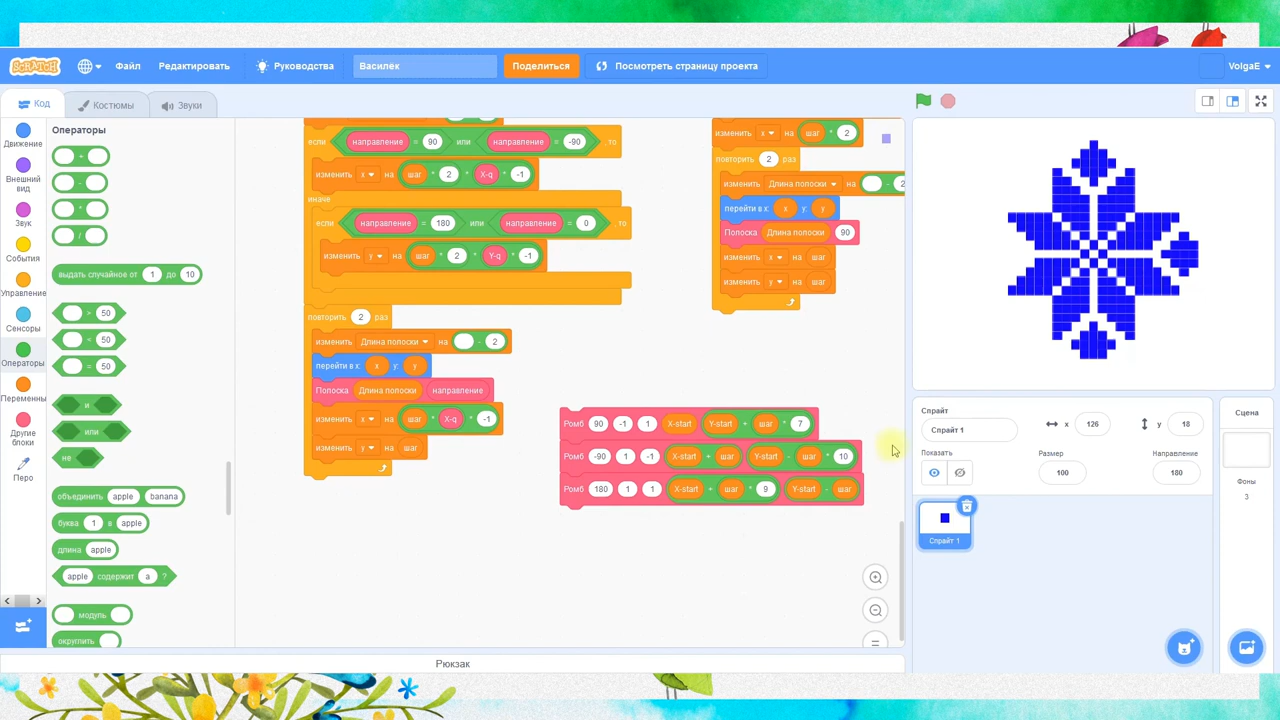 SCRATCH
Файл
Редактировать
Руководства
Василёк
Поделиться
Посмотреть страницу проекта
VolgaE
Код
Костюмы
Звуки
Движение
Внешний вид
Звук
События
Управление
Сенсоры
Операторы
Переменны
Другие блоки
Перо
Операторы
+
-
*
/
выдать случайное от 1 до 10
> 50
< 50
= 50
и
или
не
объединить apple banana
буква 1 в apple
длина apple
apple содержит a ?
модуль
округлить
если направление = 90 или направление = -90 , то
изменить x на шаг * 2 * X-q * -1
иначе
если направление = 180 или направление = 0 , то
изменить y на шаг * 2 * Y-q * -1
повторить 2 раз
изменить Длина полоски на - 2
перейти в x: x y: y
Полоска Длина полоски направление
изменить x на шаг * X-q * -1
изменить y на шаг
изменить x на шаг * 2
повторить 2 раз
изменить Длина полоски на - 2
перейти в x: x y: y
Полоска Длина полоски 90
изменить x на шаг
изменить y на шаг
Ромб 90 -1 1 X-start Y-start + шаг * 7
Ромб -90 1 -1 X-start + шаг Y-start - шаг * 10
Ромб 180 1 1 X-start + шаг * 9 Y-start - шаг
Рюкзак
Спрайт
Спрайт 1
x 126
y 18
Показать
Размер
100
Направление
180
Спрайт 1
Сцена
Фоны
3